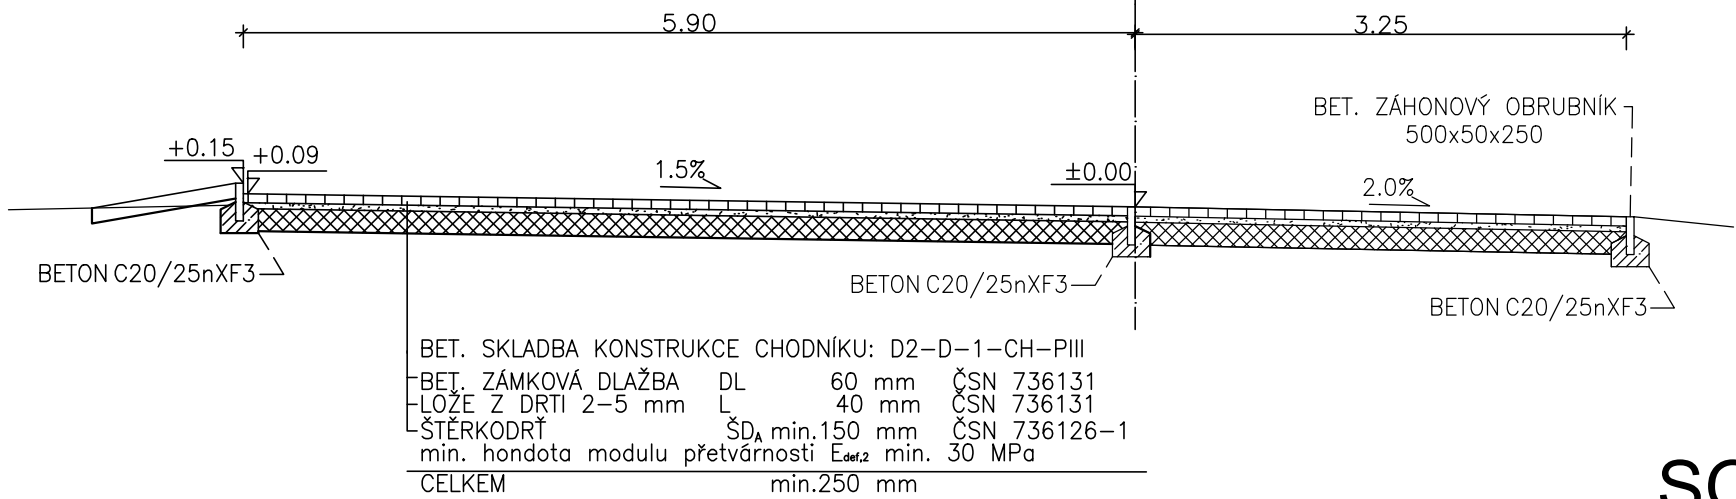 5.90
3.25
BET. ZÁHONOVÝ OBRUBNÍK
500x50x250
+0.15
+0.09
1.5%
±0.00
2.0%
BETON C20/25nXF3
BETON C20/25nXF3
BETON C20/25nXF3
BET. SKLADBA KONSTRUKCE CHODNÍKU: D2-D-1-CH-PIII
BET. ZÁMKOVÁ DLAŽBA DL 60 mm ČSN 736131
LOŽE Z DRTI 2-5 mm L 40 mm ČSN 736131
ŠTĚRKODRŤ ŠDA min.150 mm ČSN 736126-1
min. hondota modulu přetvárnosti Edef,2 min. 30 MPa
CELKEM min.250 mm